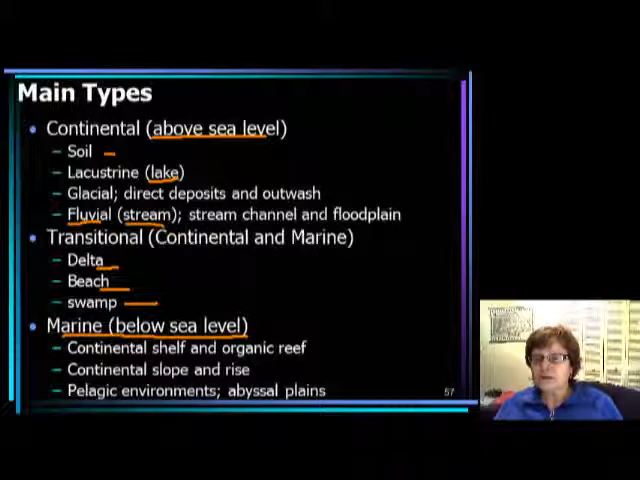 Main Types
• Continental (above sea level)
– Soil
– Lacustrine (lake)
– Glacial; direct deposits and outwash
– Fluvial (stream); stream channel and floodplain
• Transitional (Continental and Marine)
– Delta
– Beach
– swamp
• Marine (below sea level)
– Continental shelf and organic reef
– Continental slope and rise
– Pelagic environments; abyssal plains
57